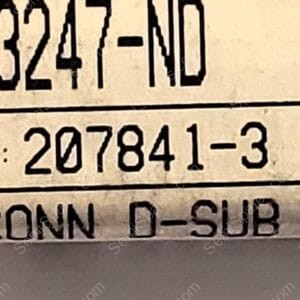 3247-ND
: 207841-3
CONN D-SUB